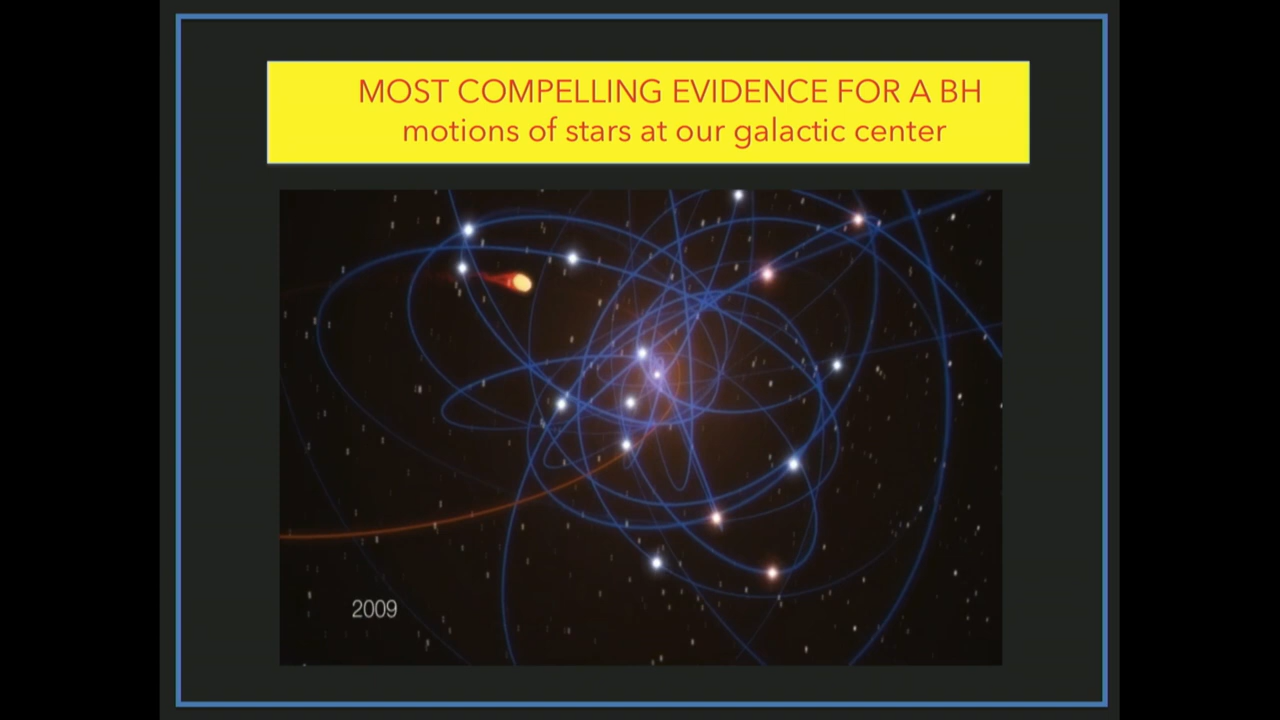 MOST COMPELLING EVIDENCE FOR A BH
motions of stars at our galactic center
2009